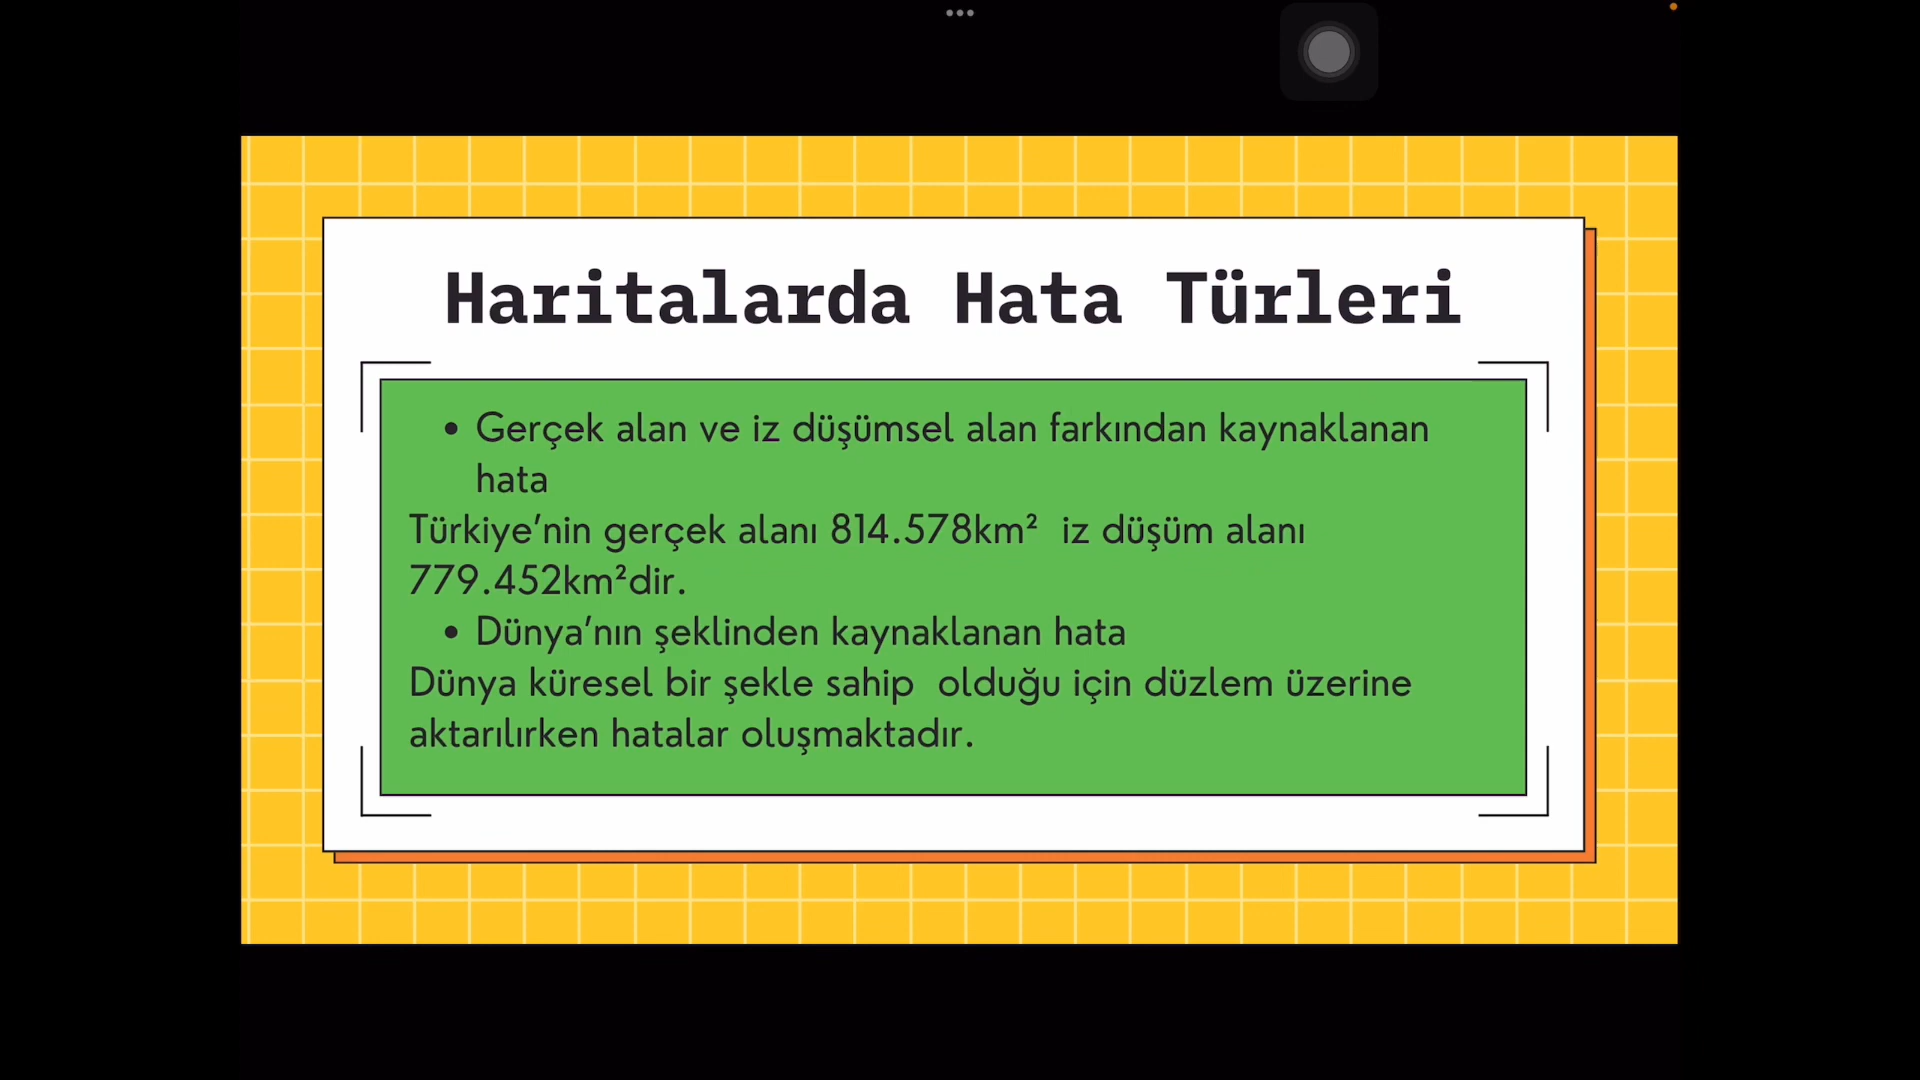 Haritalarda Hata Türleri
• Gerçek alan ve iz düşümsel alan farkından kaynaklanan
hata
Türkiye’nin gerçek alanı 814.578km²  iz düşüm alanı
779.452km²dir.
• Dünya’nın şeklinden kaynaklanan hata
Dünya küresel bir şekle sahip  olduğu için düzlem üzerine
aktarılırken hatalar oluşmaktadır.